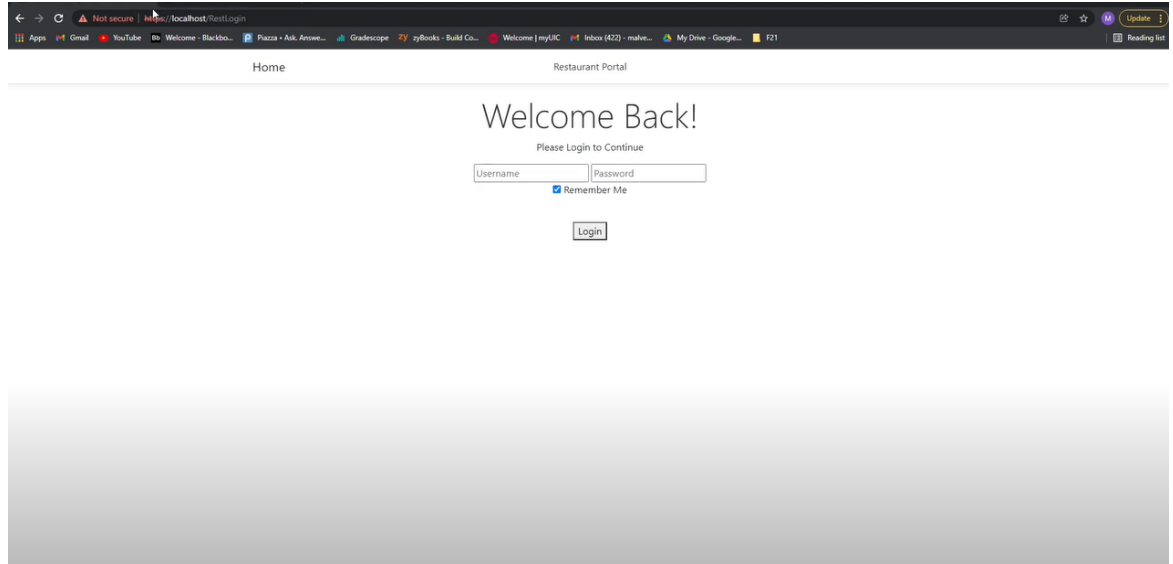 Not secure | https://localhost/RestLogin M Update
Apps Gmail YouTube Bb Welcome - Blackbo... Piazza • Ask. Answe... Gradescope zyBooks - Build Co... Welcome | myUIC Inbox (422) - malve... My Drive - Google... F21 Reading list
Home Restaurant Portal
Welcome Back!
Please Login to Continue
Username Password
Remember Me
Login